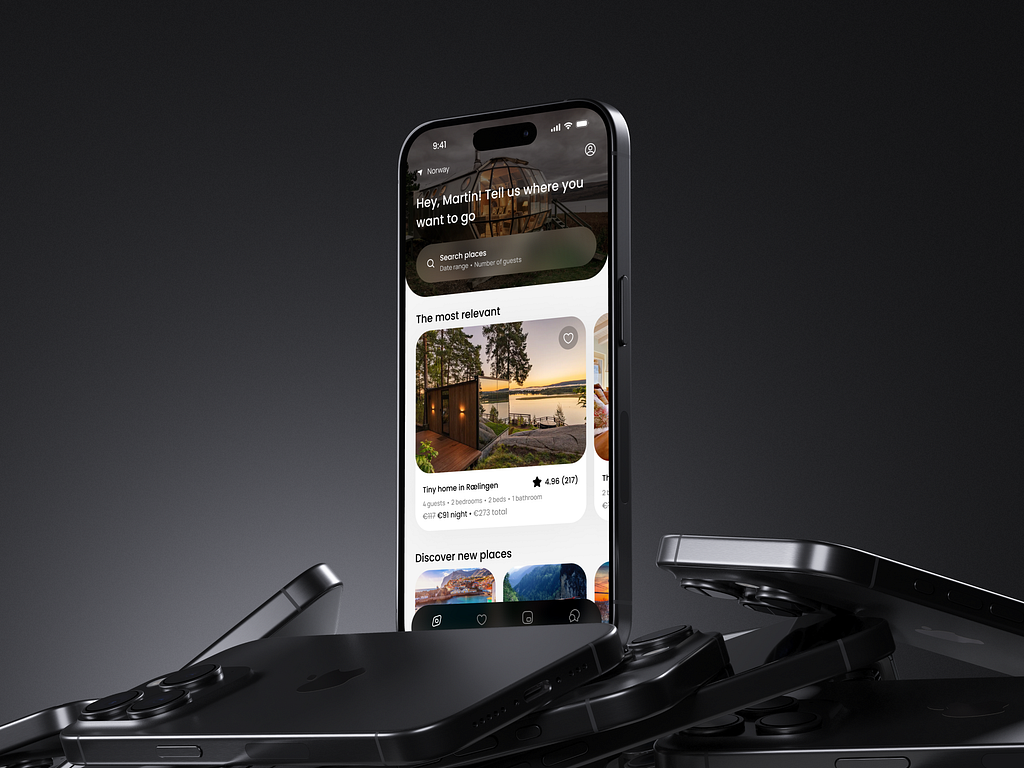 9:41
Norway
Hey, Martin! Tell us where you
want to go
Search places
Date range • Number of guests
The most relevant
Tiny home in Rælingen
4.96 (217)
4 guests • 2 bedrooms • 2 beds • 1 bathroom
€117 €91 night • €273 total
Discover new places